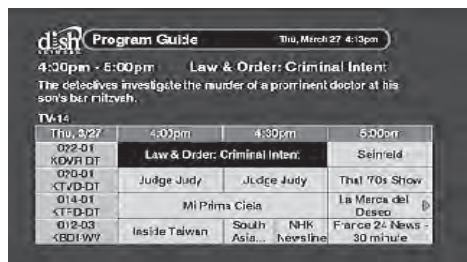 dish
NETWORK
Program Guide
Thu, March 27 4:13pm
4:30pm - 5:00pm Law & Order: Criminal Intent
The detectives investigate the murder of a prominent doctor at his
son's bar mitzvah.
TV-14
Thu, 3/27 4:00pm 4:30pm 5:00pm
022-01
KDVR DT
Law & Order: Criminal Intent
Seinfeld
020-01
KTVD-DT
Judge Judy
Judge Judy
That '70s Show
014-01
KTFD-DT
Mi Prima Ciela
La Marca del
Deseo
012-03
KBDI-WV
Inside Taiwan
South
Asia...
NHK
Newsline
France 24 News -
30 minute